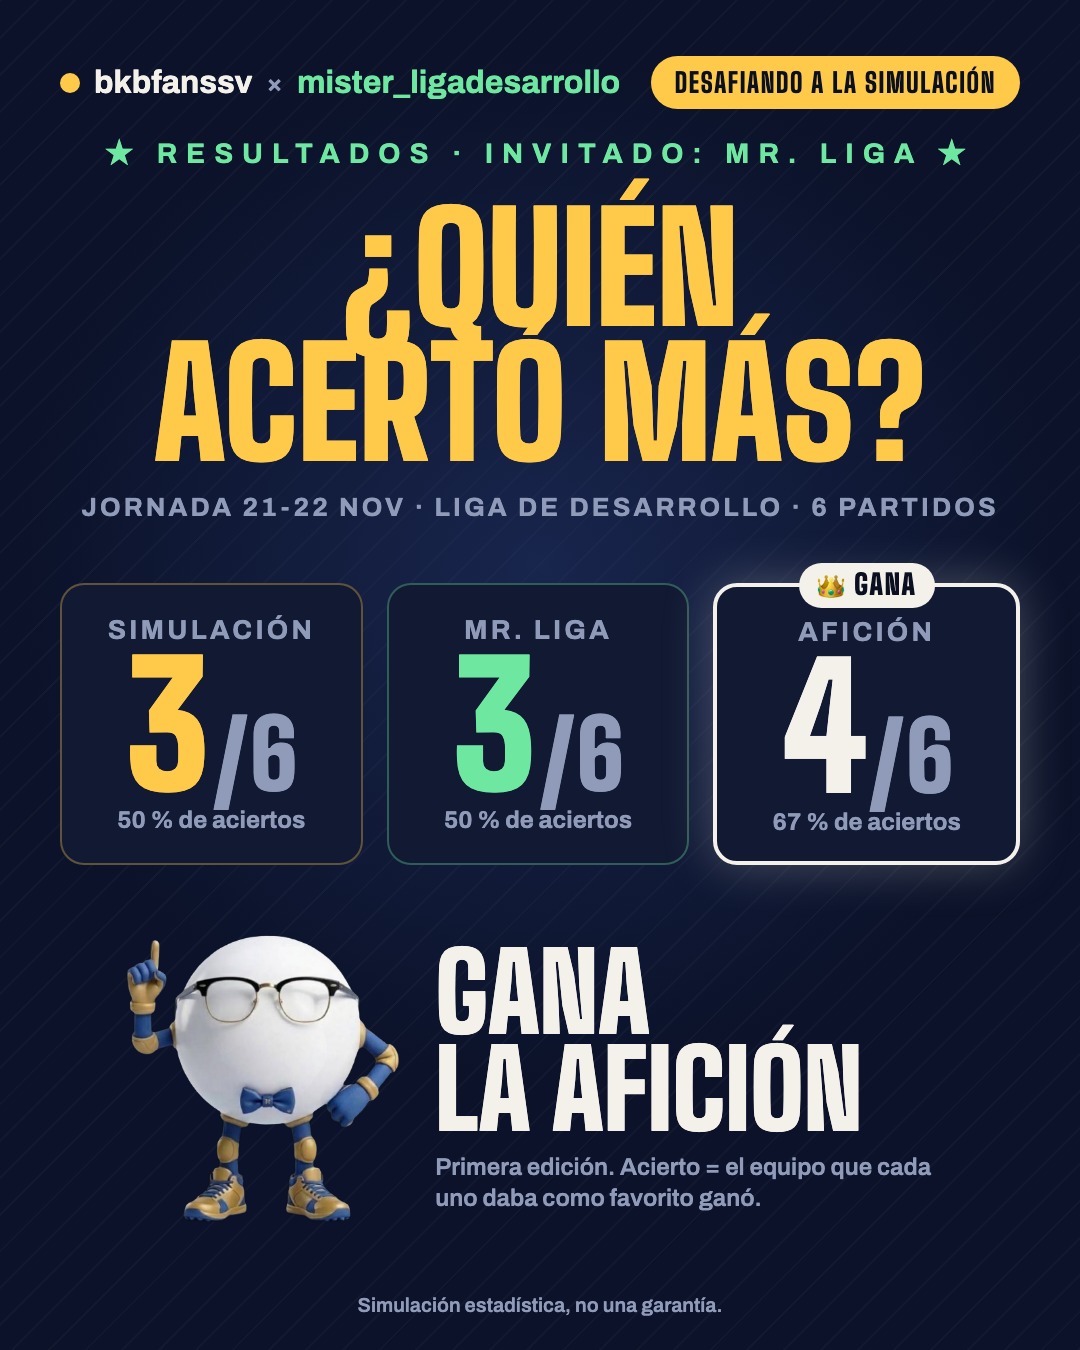 bkbfanssv × mister_ligadesarrollo
DESAFIANDO A LA SIMULACIÓN
★ RESULTADOS · INVITADO: MR. LIGA ★
¿QUIÉN
ACERTÓ MÁS?
JORNADA 21-22 NOV · LIGA DE DESARROLLO · 6 PARTIDOS
SIMULACIÓN
3/6
50 % de aciertos
MR. LIGA
3/6
50 % de aciertos
👑 GANA
AFICIÓN
4/6
67 % de aciertos
GANA
LA AFICIÓN
Primera edición. Acierto = el equipo que cada
uno daba como favorito ganó.
Simulación estadística, no una garantía.